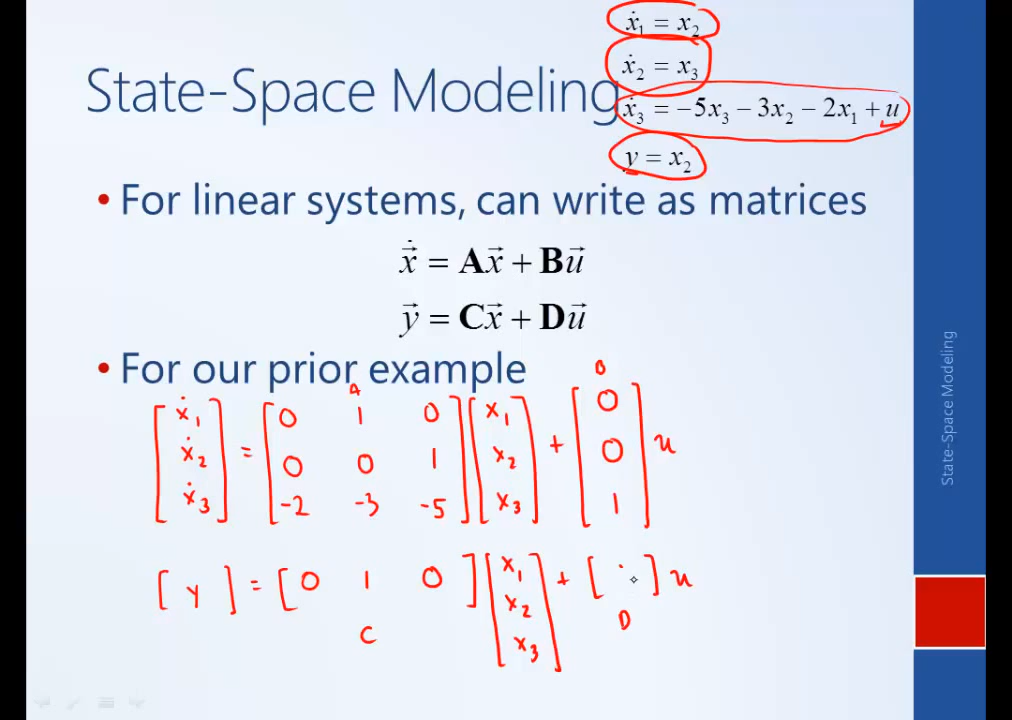 ẋ₁ = x₂
ẋ₂ = x₃
State-Space Modeling
ẋ₃ = −5x₃ − 3x₂ − 2x₁ + u
y = x₂
• For linear systems, can write as matrices
ẋ⃗ = Ax⃗ + Bu⃗
y⃗ = Cx⃗ + Du⃗
• For our prior example
A
[ẋ₁] = [0 1 0][x₁] + [0] u
[ẋ₂] [0 0 1][x₂] [0]
[ẋ₃] [-2 -3 -5][x₃] [1]
[y] = [0 1 0][x₁] + [ ] u
[x₂]
[x₃]
C D
State-Space Modeling